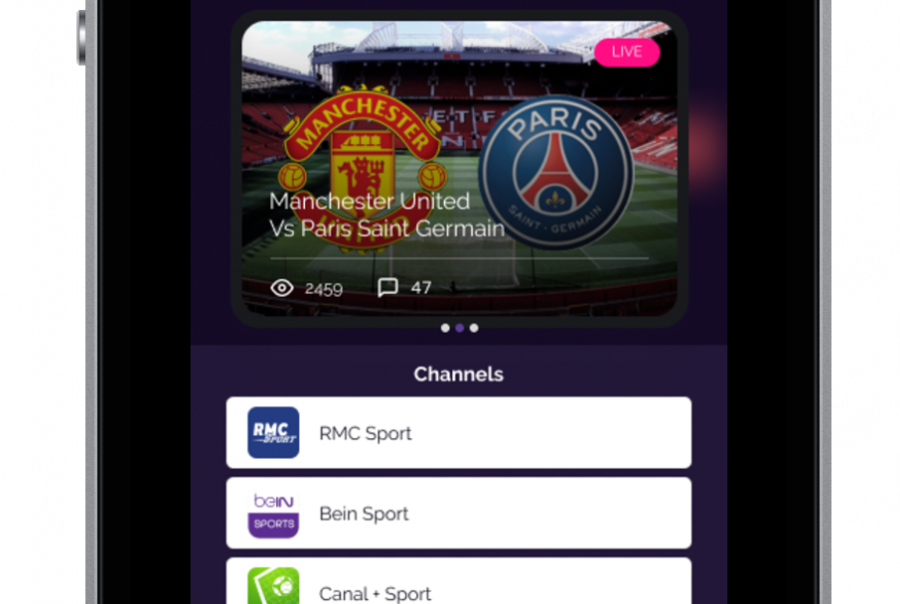 LIVE
MANCHESTER
UNITED
PARIS
SAINT-GERMAIN
Manchester United
Vs Paris Saint Germain
2459
47
Channels
RMC
SPORT
RMC Sport
beIN
SPORTS
Bein Sport
Canal + Sport